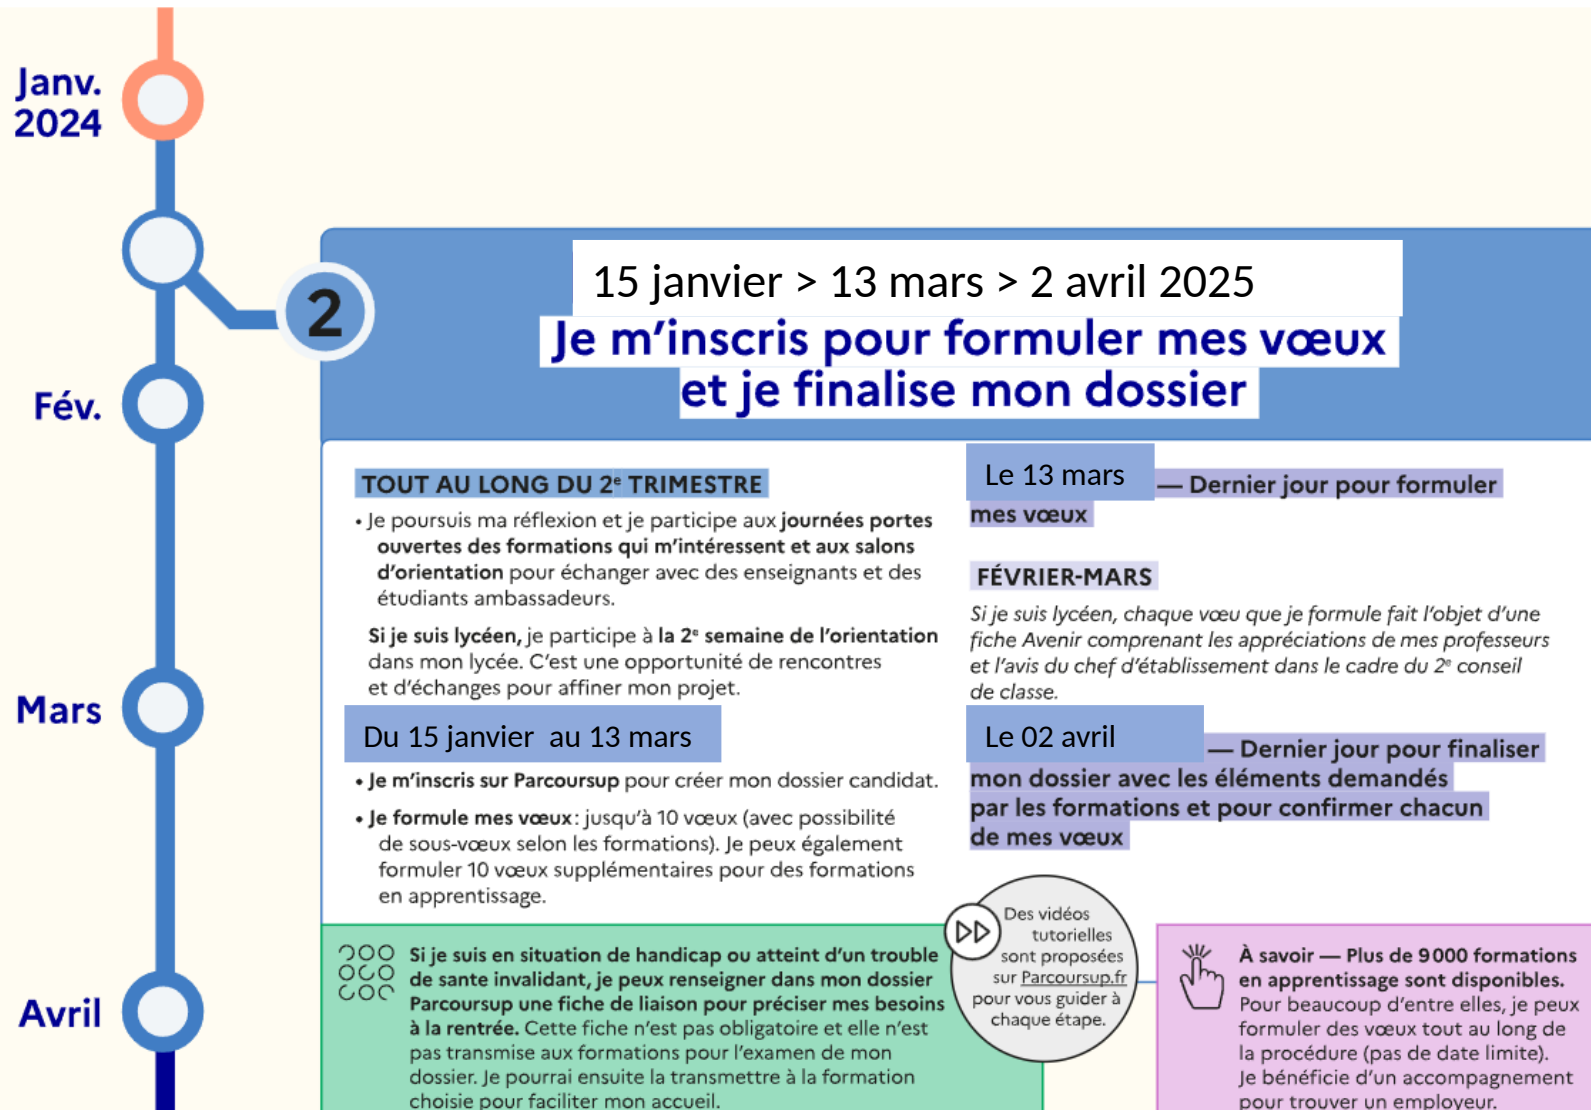 Janv.
2024
Fév.
Mars
Avril
2
15 janvier > 13 mars > 2 avril 2025
Je m’inscris pour formuler mes vœux
et je finalise mon dossier
TOUT AU LONG DU 2e TRIMESTRE
• Je poursuis ma réflexion et je participe aux journées portes
ouvertes des formations qui m’intéressent et aux salons
d’orientation pour échanger avec des enseignants et des
étudiants ambassadeurs.
Si je suis lycéen, je participe à la 2e semaine de l’orientation
dans mon lycée. C’est une opportunité de rencontres
et d’échanges pour affiner mon projet.
Du 15 janvier au 13 mars
• Je m’inscris sur Parcoursup pour créer mon dossier candidat.
• Je formule mes vœux : jusqu’à 10 vœux (avec possibilité
de sous-vœux selon les formations). Je peux également
formuler 10 vœux supplémentaires pour des formations
en apprentissage.
Le 13 mars — Dernier jour pour formuler
mes vœux
FÉVRIER-MARS
Si je suis lycéen, chaque vœu que je formule fait l’objet d’une
fiche Avenir comprenant les appréciations de mes professeurs
et l’avis du chef d’établissement dans le cadre du 2e conseil
de classe.
Le 02 avril — Dernier jour pour finaliser
mon dossier avec les éléments demandés
par les formations et pour confirmer chacun
de mes vœux
Si je suis en situation de handicap ou atteint d’un trouble
de sante invalidant, je peux renseigner dans mon dossier
Parcoursup une fiche de liaison pour préciser mes besoins
à la rentrée. Cette fiche n’est pas obligatoire et elle n’est
pas transmise aux formations pour l’examen de mon
dossier. Je pourrai ensuite la transmettre à la formation
choisie pour faciliter mon accueil.
Des vidéos
tutorielles
sont proposées
sur Parcoursup.fr
pour vous guider à
chaque étape.
À savoir — Plus de 9 000 formations
en apprentissage sont disponibles.
Pour beaucoup d’entre elles, je peux
formuler des vœux tout au long de
la procédure (pas de date limite).
Je bénéficie d’un accompagnement
pour trouver un employeur.